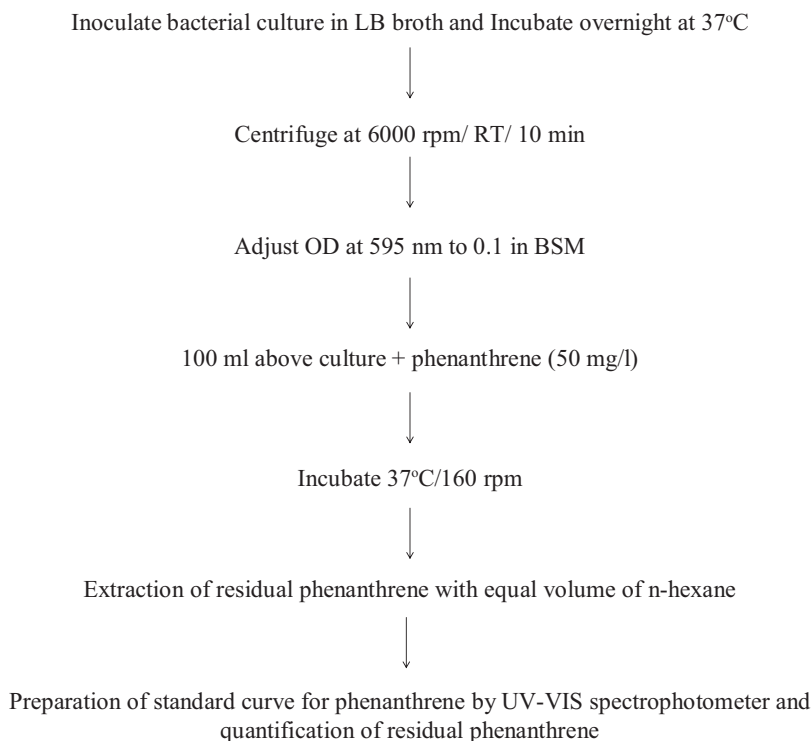 Inoculate bacterial culture in LB broth and Incubate overnight at 37°C
Centrifuge at 6000 rpm/ RT/ 10 min
Adjust OD at 595 nm to 0.1 in BSM
100 ml above culture + phenanthrene (50 mg/l)
Incubate 37°C/160 rpm
Extraction of residual phenanthrene with equal volume of n-hexane
Preparation of standard curve for phenanthrene by UV-VIS spectrophotometer and
quantification of residual phenanthrene